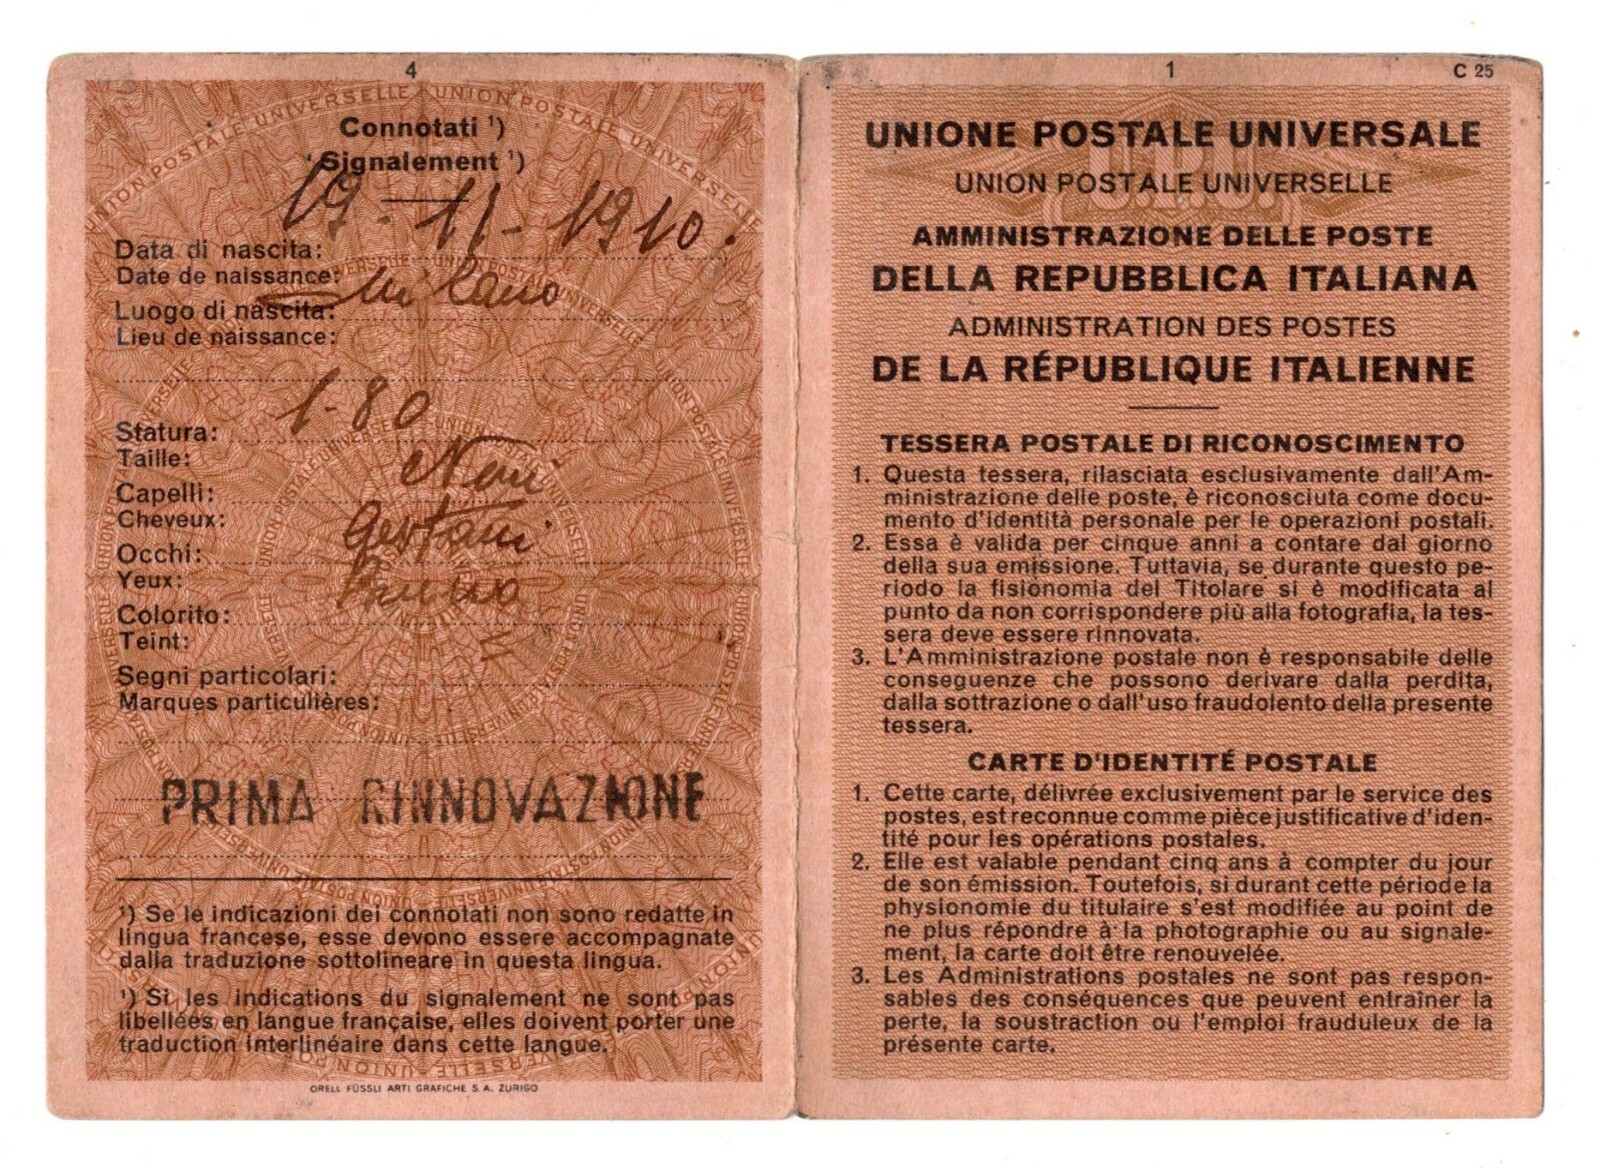 4
Connotati ¹)
Signalement ¹)
19-11-1910.
Data di nascita:
Date de naissance:
Milano
Luogo di nascita:
Lieu de naissance:
1-80
Statura:
Taille:
Neri
Capelli:
Cheveux:
Castani
Occhi:
Yeux:
Bruno
Colorito:
Teint:
Segni particolari:
Marques particulières:
PRIMA RINNOVAZIONE
¹) Se le indicazioni dei connotati non sono redatte in
lingua francese, esse devono essere accompagnate
dalla traduzione sottolineare in questa lingua.
¹) Si les indications du signalement ne sont pas
libellées en langue française, elles doivent porter une
traduction interlinéaire dans cette langue.
ORELL FÜSSLI ARTI GRAFICHE S. A. ZURIGO
1
C 25
U.P.U.
UNIONE POSTALE UNIVERSALE
UNION POSTALE UNIVERSELLE
AMMINISTRAZIONE DELLE POSTE
DELLA REPUBBLICA ITALIANA
ADMINISTRATION DES POSTES
DE LA RÉPUBLIQUE ITALIENNE
TESSERA POSTALE DI RICONOSCIMENTO
1. Questa tessera, rilasciata esclusivamente dall'Am-
ministrazione delle poste, è riconosciuta come docu-
mento d'identità personale per le operazioni postali.
2. Essa è valida per cinque anni a contare dal giorno
della sua emissione. Tuttavia, se durante questo pe-
riodo la fisionomia del Titolare si è modificata al
punto da non corrispondere più alla fotografia, la tes-
sera deve essere rinnovata.
3. L'Amministrazione postale non è responsabile delle
conseguenze che possono derivare dalla perdita,
dalla sottrazione o dall'uso fraudolento della presente
tessera.
CARTE D'IDENTITÉ POSTALE
1. Cette carte, délivrée exclusivement par le service des
postes, est reconnue comme pièce justificative d'iden-
tité pour les opérations postales.
2. Elle est valable pendant cinq ans à compter du jour
de son émission. Toutefois, si durant cette période la
physionomie du titulaire s'est modifiée au point de
ne plus répondre à la photographie ou au signale-
ment, la carte doit être renouvelée.
3. Les Administrations postales ne sont pas respon-
sables des conséquences que peuvent entraîner la
perte, la soustraction ou l'emploi frauduleux de la
présente carte.